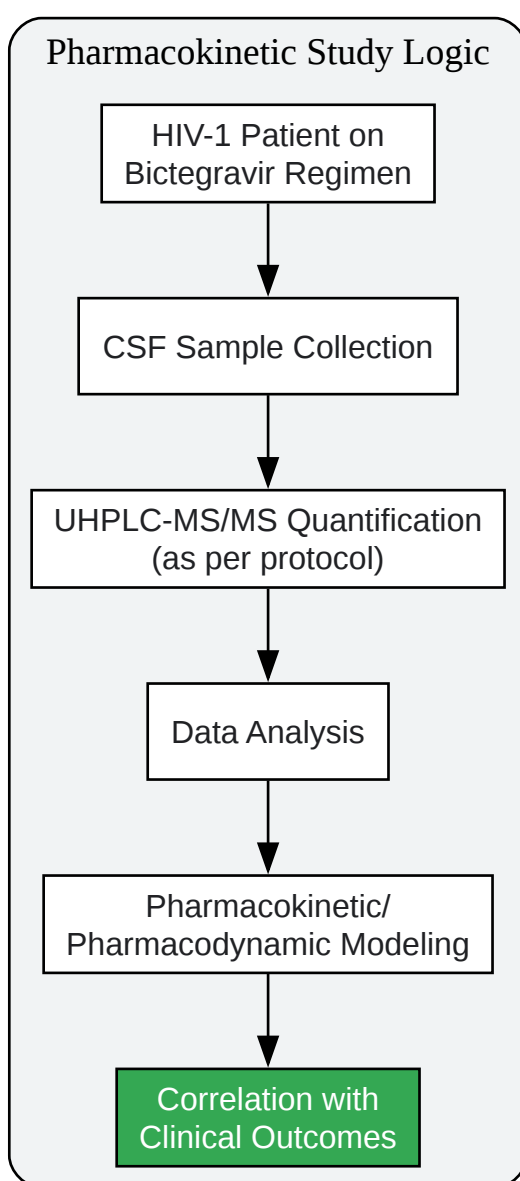 Pharmacokinetic Study Logic
HIV-1 Patient on
Bictegravir Regimen
CSF Sample Collection
UHPLC-MS/MS Quantification
(as per protocol)
Data Analysis
Pharmacokinetic/
Pharmacodynamic Modeling
Correlation with
Clinical Outcomes